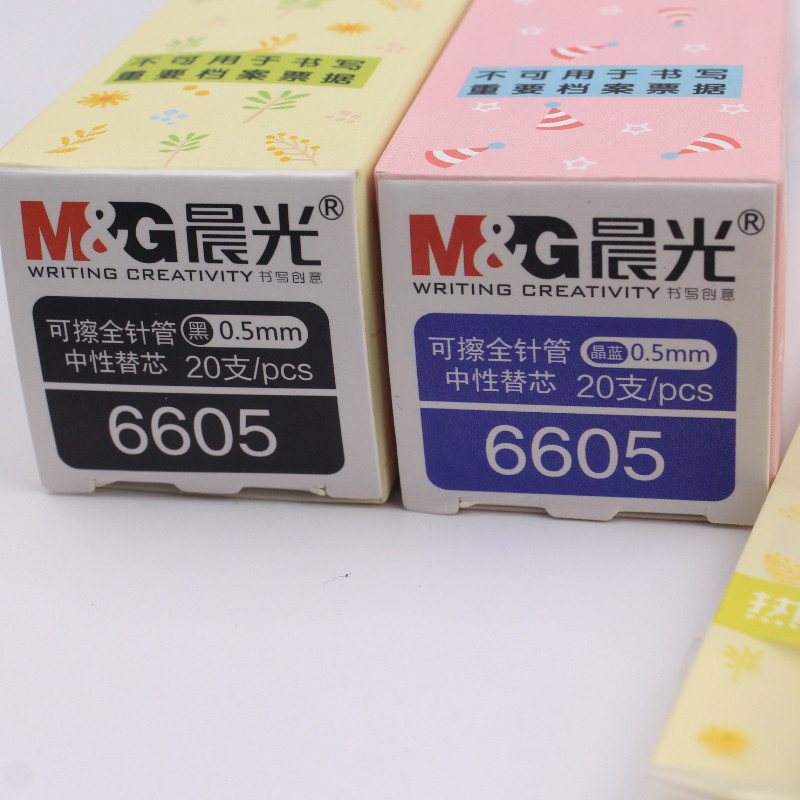 不可用于书写
重要档案票据
M&G晨光®
WRITING CREATIVITY 书写创意
可擦全针管 黑 0.5mm
中性替芯 20支/pcs
6605
不可用于书写
重要档案票据
M&G晨光®
WRITING CREATIVITY 书写创意
可擦全针管 晶蓝 0.5mm
中性替芯 20支/pcs
6605
热